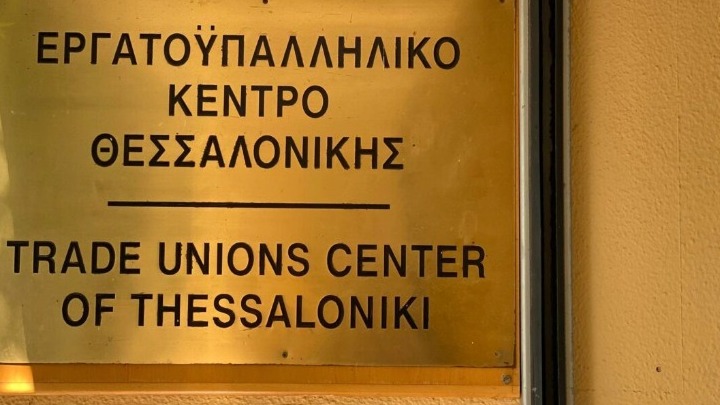 ΕΡΓΑΤΟΫΠΑΛΛΗΛΙΚΟ
ΚΕΝΤΡΟ
ΘΕΣΣΑΛΟΝΙΚΗΣ
TRADE UNIONS CENTER
OF THESSALONIKI